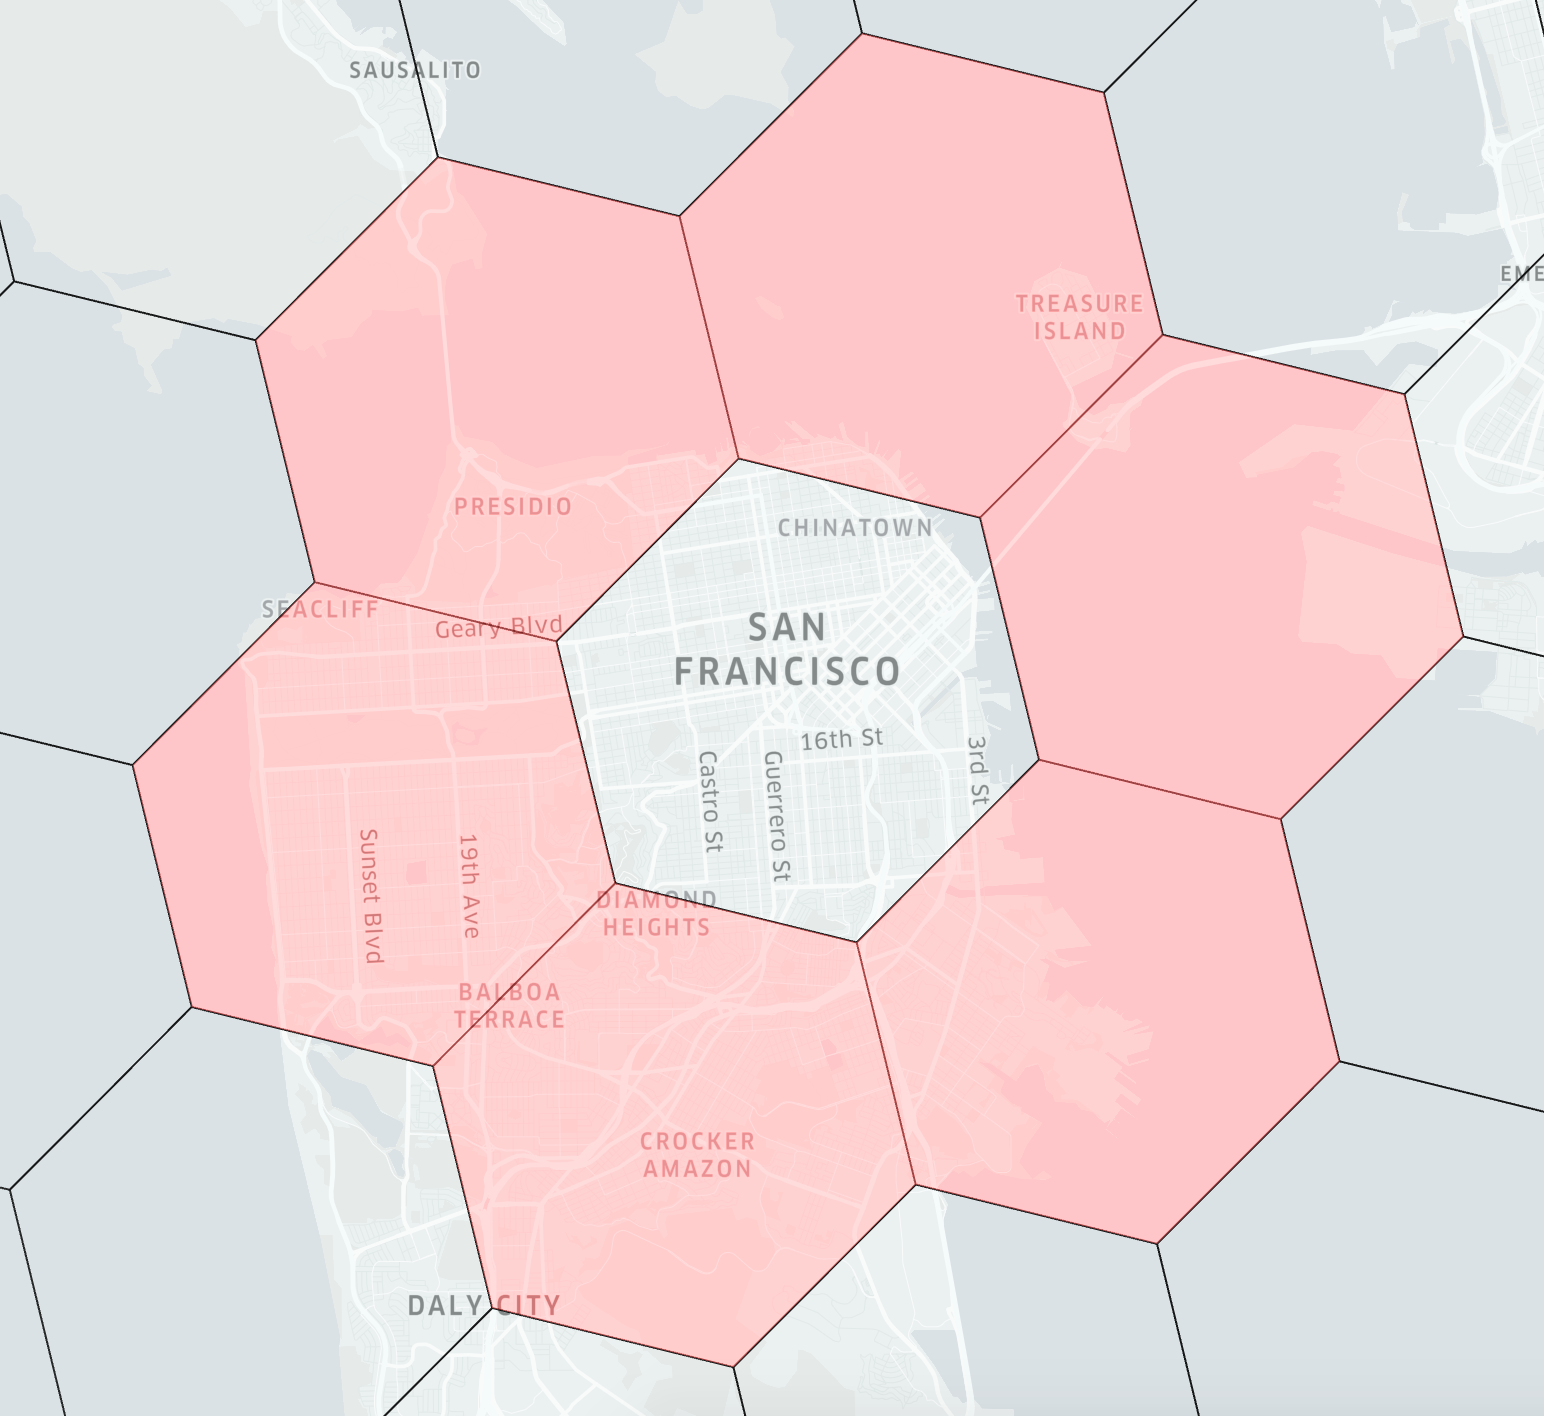 SAUSALITO
EME
TREASURE
ISLAND
PRESIDIO
CHINATOWN
SEACLIFF
Geary Blvd
SAN
FRANCISCO
16th St
3rd St
Castro St
Guerrero St
Sunset Blvd
19th Ave
DIAMOND
HEIGHTS
BALBOA
TERRACE
CROCKER
AMAZON
DALY CITY